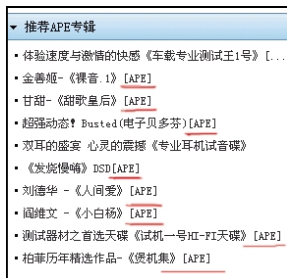 推荐APE专辑
体验速度与激情的快感《车载专业测试王1号》[...
金善姬-《裸音.1》[APE]
甘甜-《甜歌皇后》[APE]
超强动态! Busted(电子贝多芬)[APE]
双耳的盛宴 心灵的震撼《专业耳机试音碟》
《发烧慢嗨》DSD[APE]
刘德华 -《人间爱》[APE]
阎维文 -《小白杨》[APE]
测试器材之首选天碟《试机一号HI-FI天碟》[APE]
柏菲历年精选作品-《煲机集》[APE]